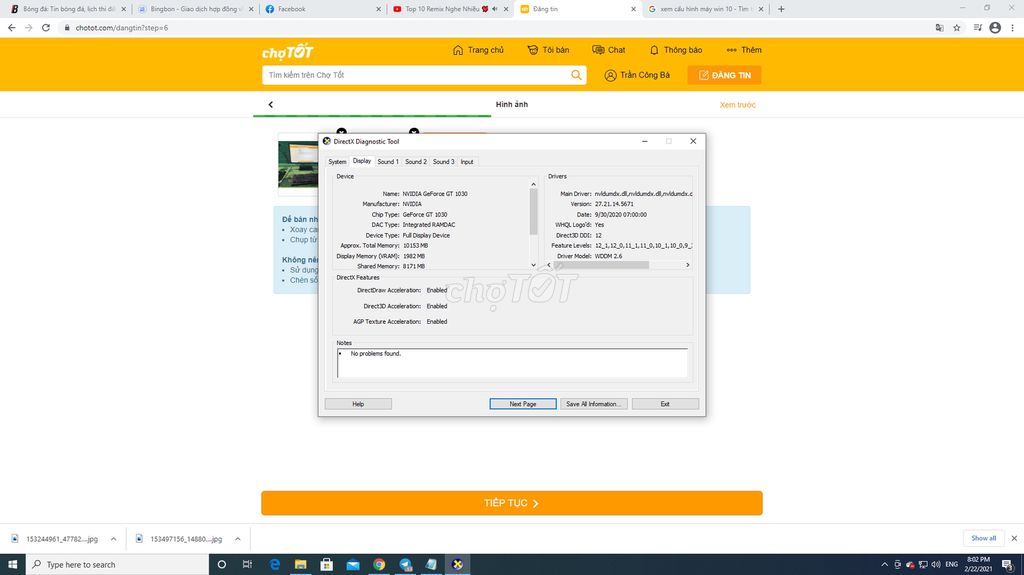 Bóng đá: Tin bóng đá, lịch thi đấ
Bingbon - Giao dịch hợp đồng v
Facebook
Top 10 Remix Nghe Nhiều
Đăng tin
xem cấu hình máy win 10 - Tìm t
chotot.com/dangtin?step=6
chợTỐT
Trang chủ
Tôi bán
Chat
Thông báo
Thêm
Tìm kiếm trên Chợ Tốt
Trần Công Bá
ĐĂNG TIN
Hình ảnh
Xem trước
Để bán nh
Xoay ca
Chụp từ
Không nên
Sử dụng
Chèn số
DirectX Diagnostic Tool
System Display Sound 1 Sound 2 Sound 3 Input
Device
Name: NVIDIA GeForce GT 1030
Manufacturer: NVIDIA
Chip Type: GeForce GT 1030
DAC Type: Integrated RAMDAC
Device Type: Full Display Device
Approx. Total Memory: 10153 MB
Display Memory (VRAM): 1982 MB
Shared Memory: 8171 MB
Drivers
Main Driver: nvldumdx.dll,nvldumdx.dll,nvldumdx.d
Version: 27.21.14.5671
Date: 9/30/2020 07:00:00
WHQL Logo'd: Yes
Direct3D DDI: 12
Feature Levels: 12_1,12_0,11_1,11_0,10_1,10_0,9_
Driver Model: WDDM 2.6
DirectX Features
DirectDraw Acceleration: Enabled
Direct3D Acceleration: Enabled
AGP Texture Acceleration: Enabled
chợTỐT
Notes
No problems found.
Help
Next Page
Save All Information...
Exit
TIẾP TỤC
153244961_47782....jpg
153497156_14880....jpg
Show all
Type here to search
ENG
8:02 PM
2/22/2021